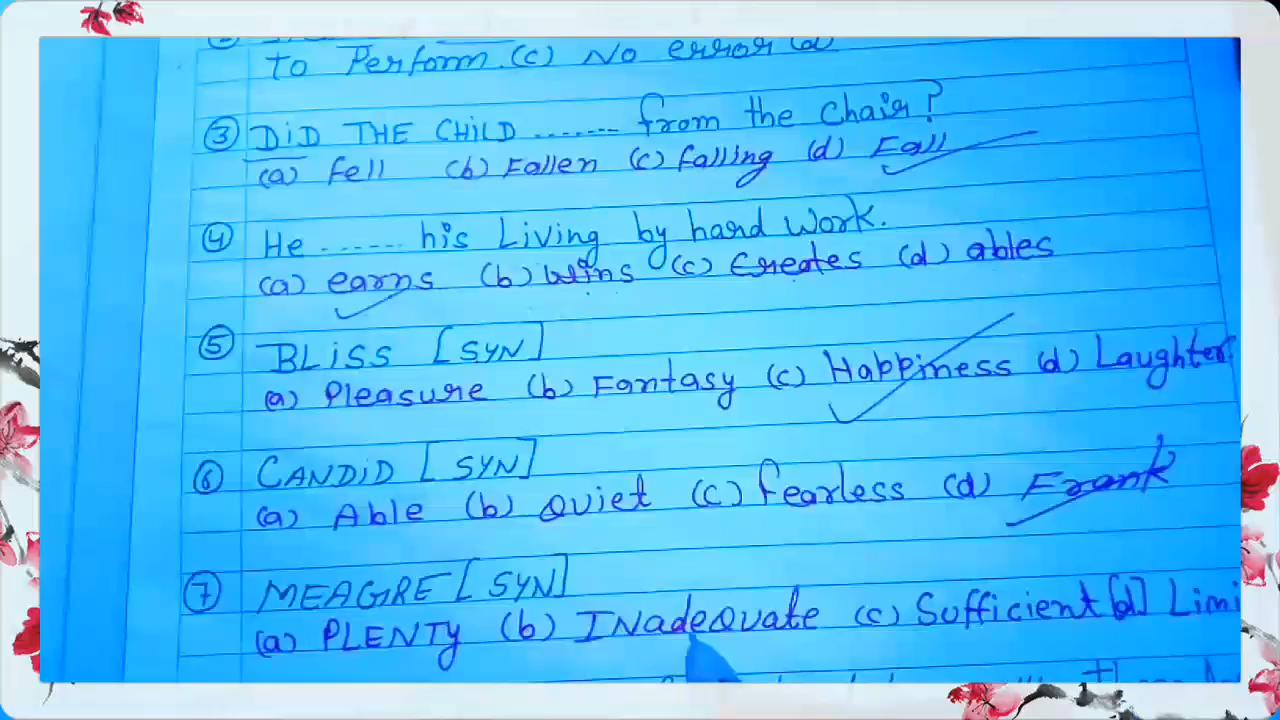 to Perform (c) No error (d)
③ DiD THE CHiLD ....... from the chair?
(a) fell (b) Fallen (c) falling (d) Fall
④ He ...... his Living by hard work.
(a) earns (b) wins (c) Creates (d) ables
⑤ BLiSS [SYN]
(a) Pleasure (b) Fantasy (c) Happiness (d) Laughter
⑥ CANDiD [SYN]
(a) Able (b) Quiet (c) fearless (d) Frank
⑦ MEAGRE [SYN]
(a) PLENTy (b) INadeQuate (c) Sufficient [d] Limi